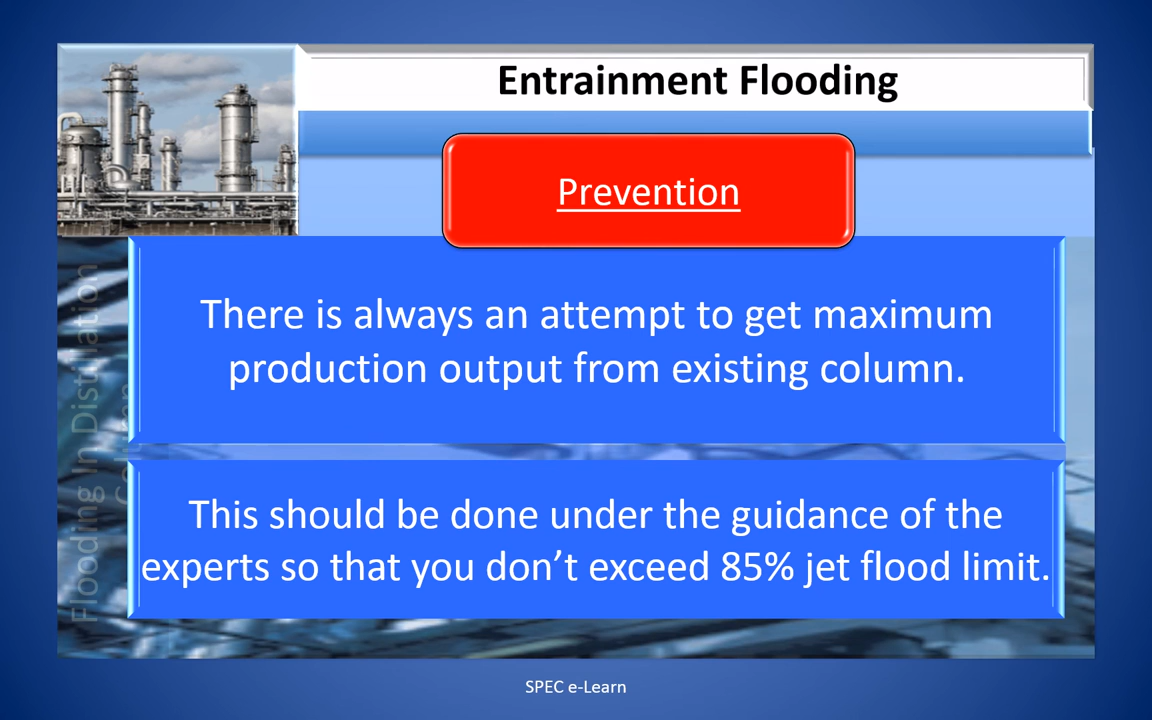 Entrainment Flooding
Prevention
There is always an attempt to get maximum
production output from existing column.
This should be done under the guidance of the
experts so that you don’t exceed 85% jet flood limit.
Flooding In Distillation
Column
SPEC e-Learn